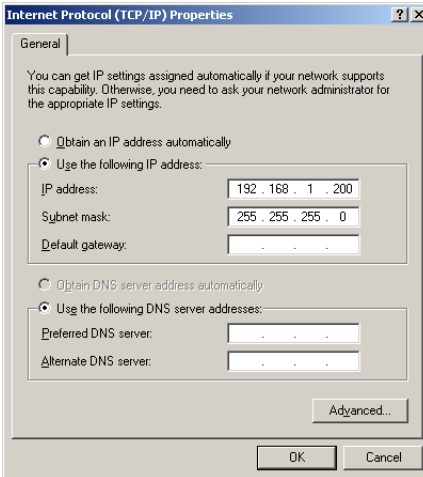 Internet Protocol (TCP/IP) Properties
General
You can get IP settings assigned automatically if your network supports
this capability. Otherwise, you need to ask your network administrator for
the appropriate IP settings.
Obtain an IP address automatically
Use the following IP address:
IP address: 192 . 168 . 1 . 200
Subnet mask: 255 . 255 . 255 . 0
Default gateway: . . .
Obtain DNS server address automatically
Use the following DNS server addresses:
Preferred DNS server: . . .
Alternate DNS server: . . .
Advanced...
OK Cancel